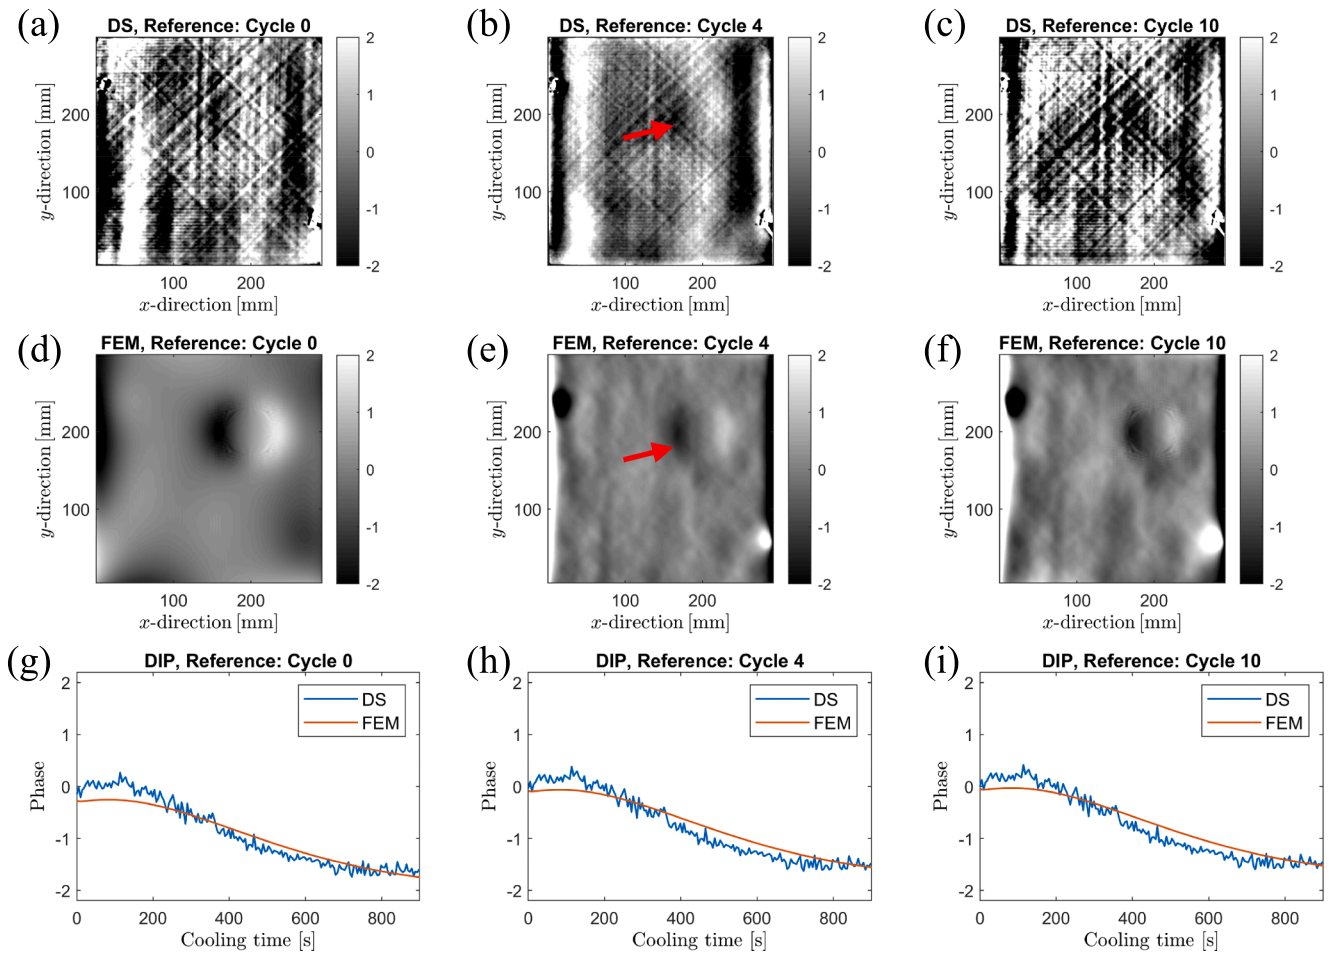 (a) DS, Reference: Cycle 0
y-direction [mm]
200
100
2
1
0
-1
-2
100 200
x-direction [mm]
(b) DS, Reference: Cycle 4
y-direction [mm]
200
100
2
1
0
-1
-2
100 200
x-direction [mm]
(c) DS, Reference: Cycle 10
y-direction [mm]
200
100
2
1
0
-1
-2
100 200
x-direction [mm]
(d) FEM, Reference: Cycle 0
y-direction [mm]
200
100
2
1
0
-1
-2
100 200
x-direction [mm]
(e) FEM, Reference: Cycle 4
y-direction [mm]
200
100
2
1
0
-1
-2
100 200
x-direction [mm]
(f) FEM, Reference: Cycle 10
y-direction [mm]
200
100
2
1
0
-1
-2
100 200
x-direction [mm]
(g) DIP, Reference: Cycle 0
Phase
2
1
0
-1
-2
DS
FEM
0 200 400 600 800
Cooling time [s]
(h) DIP, Reference: Cycle 4
Phase
2
1
0
-1
-2
DS
FEM
0 200 400 600 800
Cooling time [s]
(i) DIP, Reference: Cycle 10
Phase
2
1
0
-1
-2
DS
FEM
0 200 400 600 800
Cooling time [s]